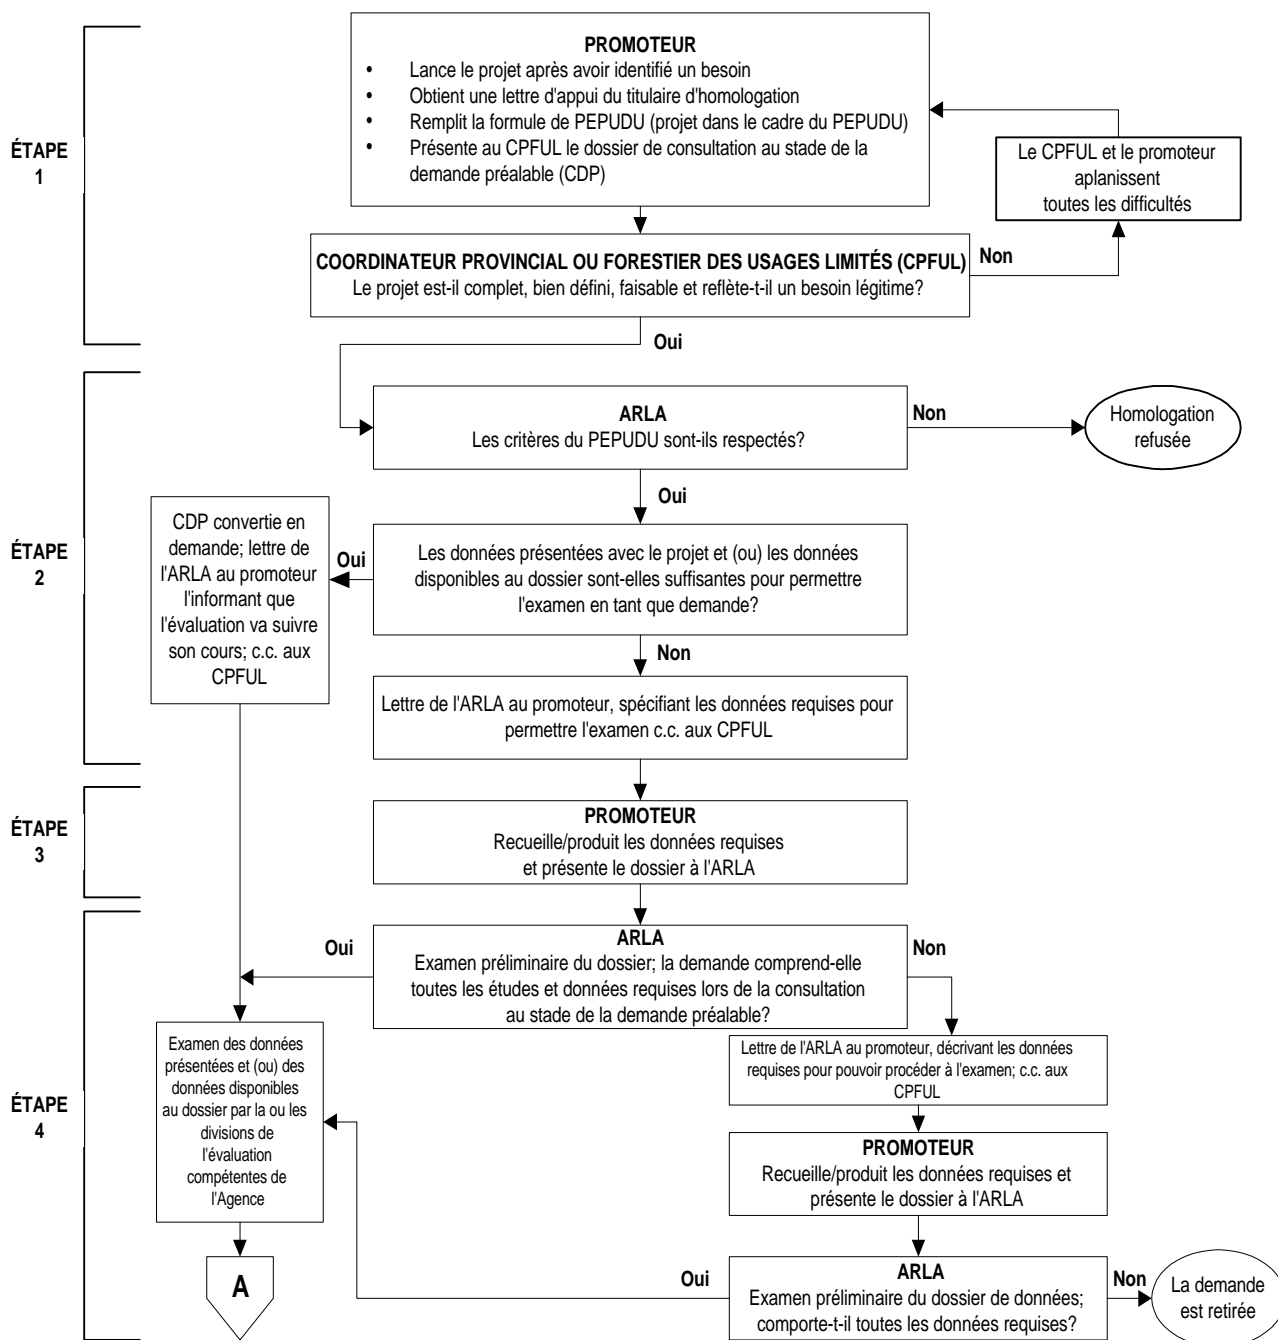 PROMOTEUR
• Lance le projet après avoir identifié un besoin
• Obtient une lettre d'appui du titulaire d'homologation
• Remplit la formule de PEPUDU (projet dans le cadre du PEPUDU)
• Présente au CPFUL le dossier de consultation au stade de la
demande préalable (CDP)
ÉTAPE
1
Le CPFUL et le promoteur
aplanissent
toutes les difficultés
COORDINATEUR PROVINCIAL OU FORESTIER DES USAGES LIMITÉS (CPFUL)
Le projet est-il complet, bien défini, faisable et reflète-t-il un besoin légitime?
Non
Oui
ARLA
Les critères du PEPUDU sont-ils respectés?
Non
Homologation
refusée
Oui
ÉTAPE
2
CDP convertie en
demande; lettre de
l'ARLA au promoteur
l'informant que
l'évaluation va suivre
son cours; c.c. aux
CPFUL
Oui
Les données présentées avec le projet et (ou) les données
disponibles au dossier sont-elles suffisantes pour permettre
l'examen en tant que demande?
Non
Lettre de l'ARLA au promoteur, spécifiant les données requises pour
permettre l'examen c.c. aux CPFUL
ÉTAPE
3
PROMOTEUR
Recueille/produit les données requises
et présente le dossier à l'ARLA
Oui
ARLA
Examen préliminaire du dossier; la demande comprend-elle
toutes les études et données requises lors de la consultation
au stade de la demande préalable?
Non
ÉTAPE
4
Examen des données
présentées et (ou) des
données disponibles
au dossier par la ou les
divisions de
l'évaluation
compétentes de
l'Agence
Lettre de l'ARLA au promoteur, décrivant les données
requises pour pouvoir procéder à l'examen; c.c. aux
CPFUL
PROMOTEUR
Recueille/produit les données requises et
présente le dossier à l'ARLA
A
Oui
ARLA
Examen préliminaire du dossier de données;
comporte-t-il toutes les données requises?
Non
La demande
est retirée